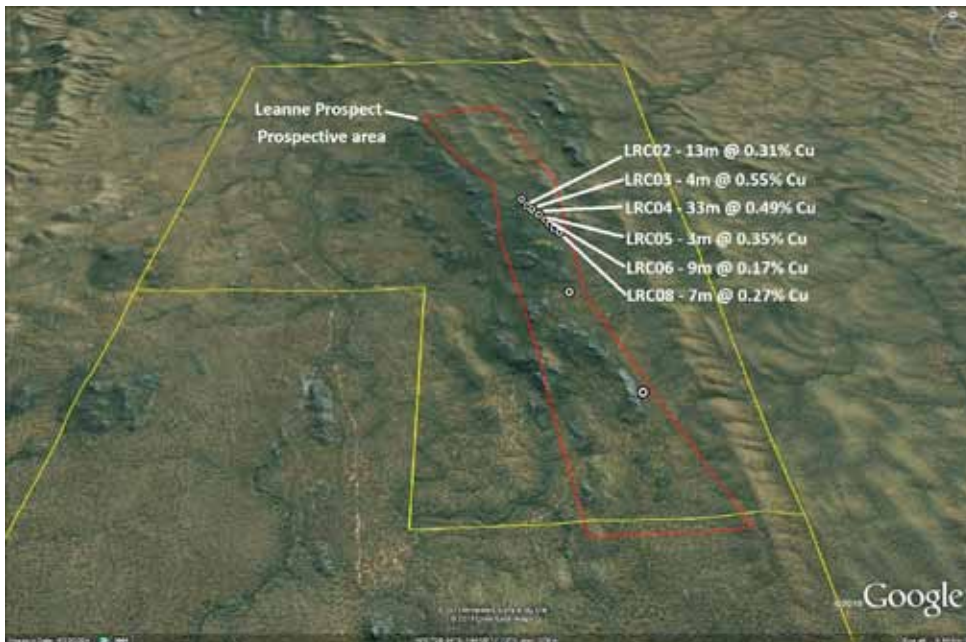 Leanne Prospect
Prospective area
LRC02 - 13m @ 0.31% Cu
LRC03 - 4m @ 0.55% Cu
LRC04 - 33m @ 0.49% Cu
LRC05 - 3m @ 0.35% Cu
LRC06 - 9m @ 0.17% Cu
LRC08 - 7m @ 0.27% Cu
Google